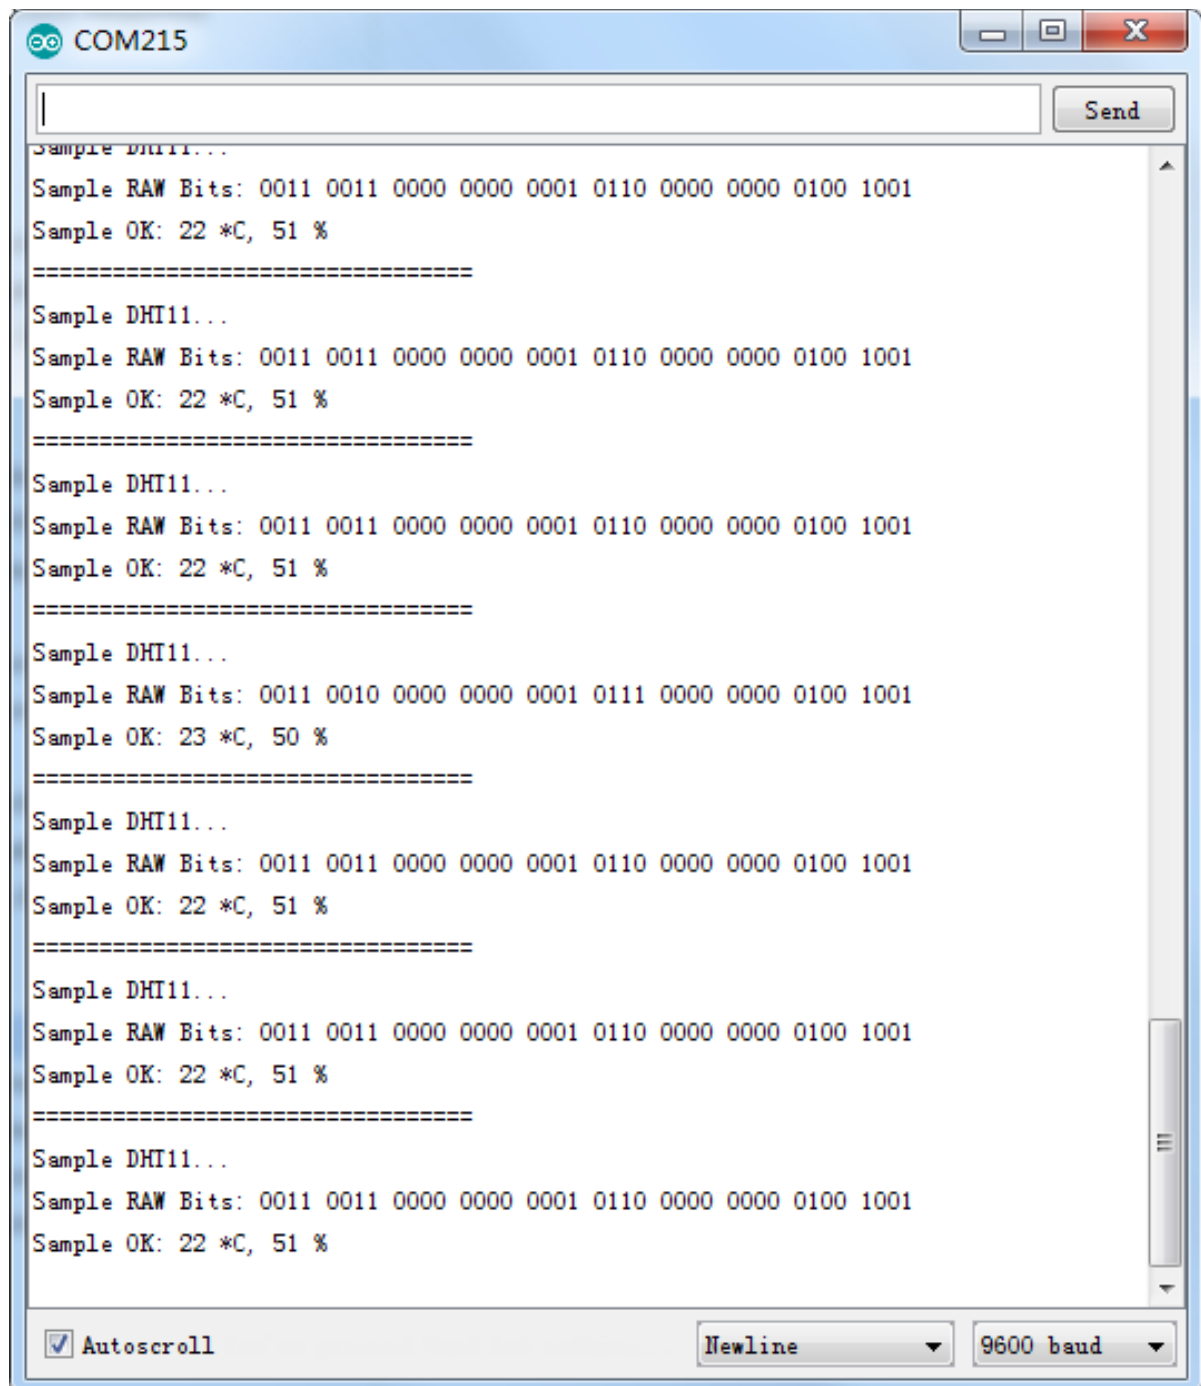 COM215
Send
Sample DHT11...
Sample RAW Bits: 0011 0011 0000 0000 0001 0110 0000 0000 0100 1001
Sample OK: 22 *C, 51 %
=================================
Sample DHT11...
Sample RAW Bits: 0011 0011 0000 0000 0001 0110 0000 0000 0100 1001
Sample OK: 22 *C, 51 %
=================================
Sample DHT11...
Sample RAW Bits: 0011 0011 0000 0000 0001 0110 0000 0000 0100 1001
Sample OK: 22 *C, 51 %
=================================
Sample DHT11...
Sample RAW Bits: 0011 0010 0000 0000 0001 0111 0000 0000 0100 1001
Sample OK: 23 *C, 50 %
=================================
Sample DHT11...
Sample RAW Bits: 0011 0011 0000 0000 0001 0110 0000 0000 0100 1001
Sample OK: 22 *C, 51 %
=================================
Sample DHT11...
Sample RAW Bits: 0011 0011 0000 0000 0001 0110 0000 0000 0100 1001
Sample OK: 22 *C, 51 %
=================================
Sample DHT11...
Sample RAW Bits: 0011 0011 0000 0000 0001 0110 0000 0000 0100 1001
Sample OK: 22 *C, 51 %
Autoscroll
Newline
9600 baud